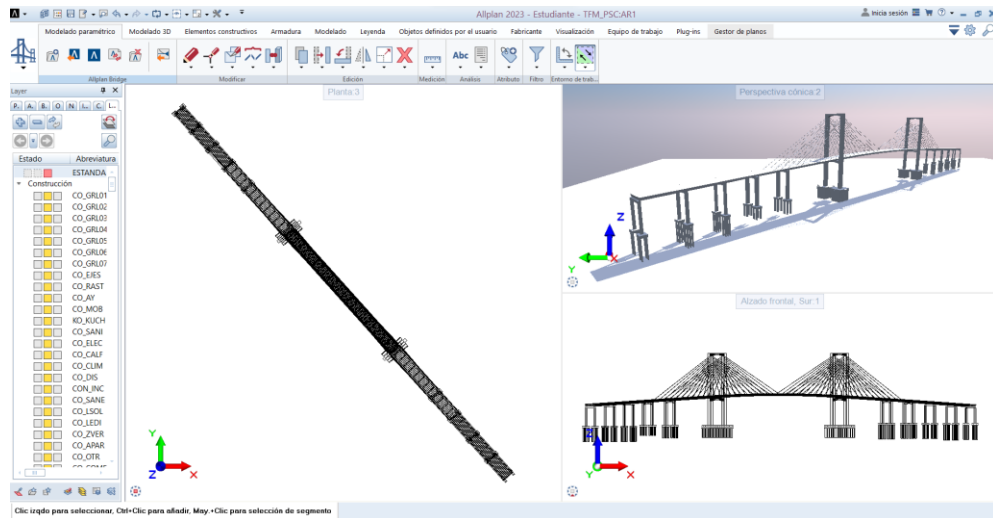 Allplan 2023 - Estudiante - TFM_PSC:AR1
Inicia sesión
Modelado paramétrico Modelado 3D Elementos constructivos Armadura Modelado Leyenda Objetos definidos por el usuario Fabricante Visualización Equipo de trabajo Plug-ins Gestor de planos
Abc
Allplan Bridge Modificar Edición Medición Análisis Atributo Filtro Entorno de trab...
Layer
P.. A.. B.. O N.. I... C.. L...
Estado Abreviatura
ESTANDA
Construcción
CO_GRL01
CO_GRL02
CO_GRL03
CO_GRL04
CO_GRL05
CO_GRL06
CO_GRL07
CO_EJES
CO_RAST
CO_AY
CO_MOB
KO_KUCH
CO_SANI
CO_ELEC
CO_CALF
CO_CLIM
CO_DIS
CON_INC
CO_SANE
CO_LSOL
CO_LEDI
CO_ZVER
CO_APAR
CO_OTR
Planta:3
Y
Z
X
Perspectiva cónica:2
Z
Y
X
Alzado frontal, Sur:1
Z
Y
X
Clic izqdo para seleccionar, Ctrl+Clic para añadir, May.+Clic para selección de segmento